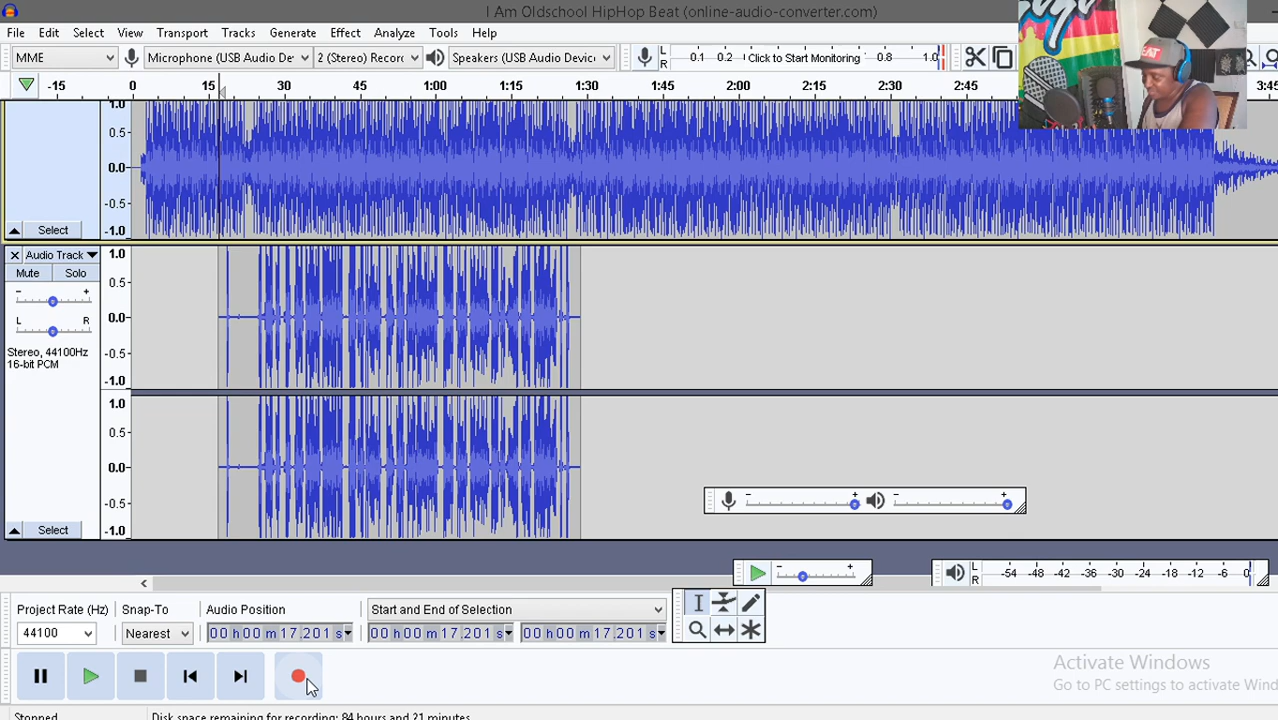 I Am Oldschool HipHop Beat (online-audio-converter.com)
File Edit Select View Transport Tracks Generate Effect Analyze Tools Help
MME Microphone (USB Audio De 2 (Stereo) Recor Speakers (USB Audio Device: L R 0.1 0.2 Click to Start Monitoring 0.8 1.0
-15 0 15 30 45 1:00 1:15 1:30 1:45 2:00 2:15 2:30 2:45 3:45
1.0
0.5
0.0
-0.5
Select -1.0
Audio Track 1.0
Mute Solo
- + 0.5
L R 0.0
Stereo, 44100Hz
16-bit PCM -0.5
-1.0
1.0
0.5
0.0
- + - +
-0.5
Select -1.0
- + L R -54 -48 -42 -36 -30 -24 -18 -12 -6 0
Project Rate (Hz) Snap-To Audio Position Start and End of Selection
44100 Nearest 00 h 00 m 17.201 s 00 h 00 m 17.201 s 00 h 00 m 17.201 s
Activate Windows
Go to PC settings to activate Wind
Stopped Disk space remaining for recording: 84 hours and 21 minutes